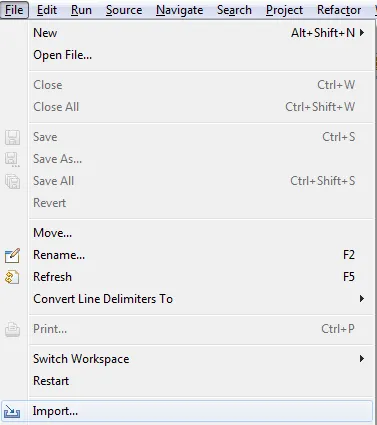 File Edit Run Source Navigate Search Project Refactor
New Alt+Shift+N
Open File...
Close Ctrl+W
Close All Ctrl+Shift+W
Save Ctrl+S
Save As...
Save All Ctrl+Shift+S
Revert
Move...
Rename... F2
Refresh F5
Convert Line Delimiters To
Print... Ctrl+P
Switch Workspace
Restart
Import...